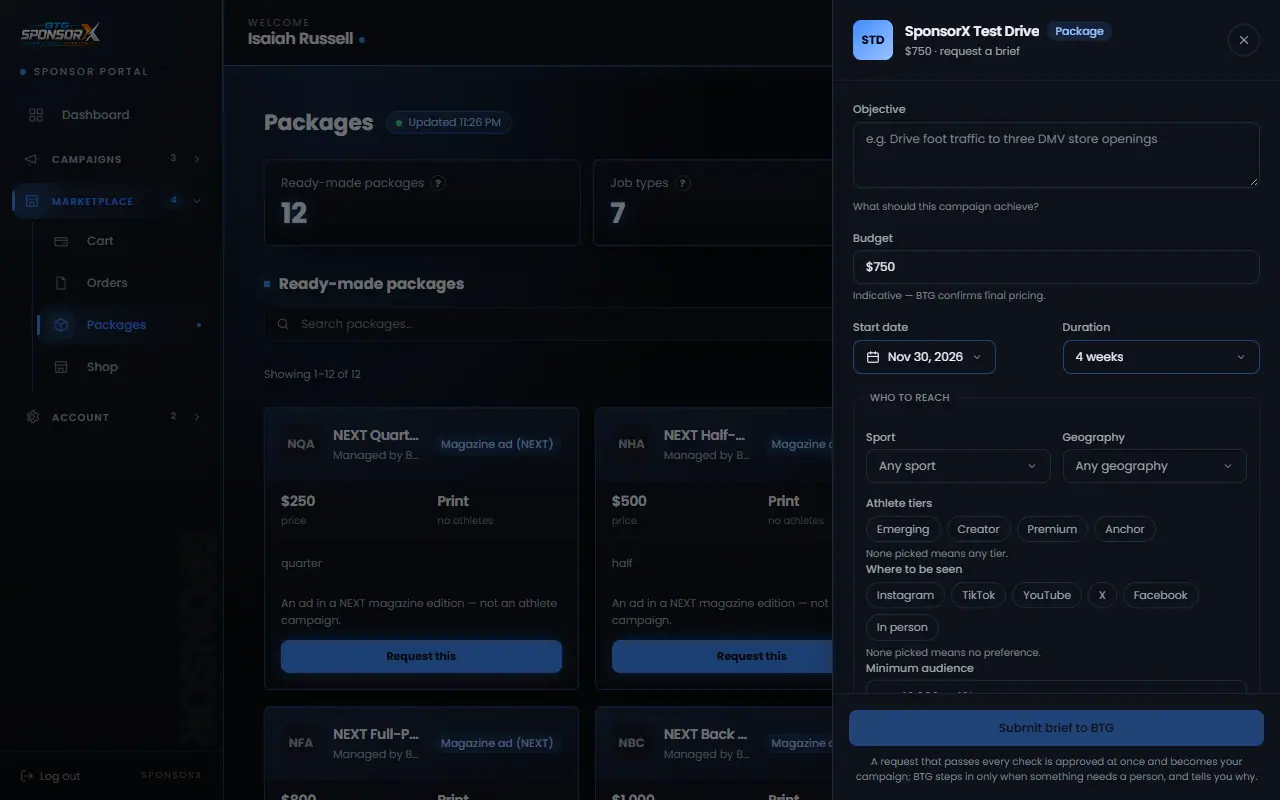 BTG
SPONSORX
SPONSOR PORTAL
Dashboard
CAMPAIGNS 3
MARKETPLACE 4
Cart
Orders
Packages
Shop
ACCOUNT 2
SPONSOR
Log out
SPONSORX
WELCOME
Isaiah Russell
Packages
Updated 11:26 PM
Ready-made packages ?
12
Job types ?
7
Ready-made packages
Search packages...
Showing 1–12 of 12
NQA
NEXT Quart...
Managed by B...
Magazine ad (NEXT)
$250
price
Print
no athletes
quarter
An ad in a NEXT magazine edition — not an athlete
campaign.
Request this
NHA
NEXT Half-...
Managed by B...
Magazine a
$500
price
Print
no athletes
half
An ad in a NEXT magazine edition — not
campaign.
Request this
NFA
NEXT Full-P...
Managed by B...
Magazine ad (NEXT)
$800
Print
NBC
NEXT Back ...
Managed by B...
Magazine a
$1,000
Print
STD
SponsorX Test Drive
Package
$750 · request a brief
Objective
e.g. Drive foot traffic to three DMV store openings
What should this campaign achieve?
Budget
$750
Indicative — BTG confirms final pricing.
Start date
Nov 30, 2026
Duration
4 weeks
WHO TO REACH
Sport
Any sport
Geography
Any geography
Athlete tiers
Emerging
Creator
Premium
Anchor
None picked means any tier.
Where to be seen
Instagram
TikTok
YouTube
X
Facebook
In person
None picked means no preference.
Minimum audience
Submit brief to BTG
A request that passes every check is approved at once and becomes your
campaign; BTG steps in only when something needs a person, and tells you why.